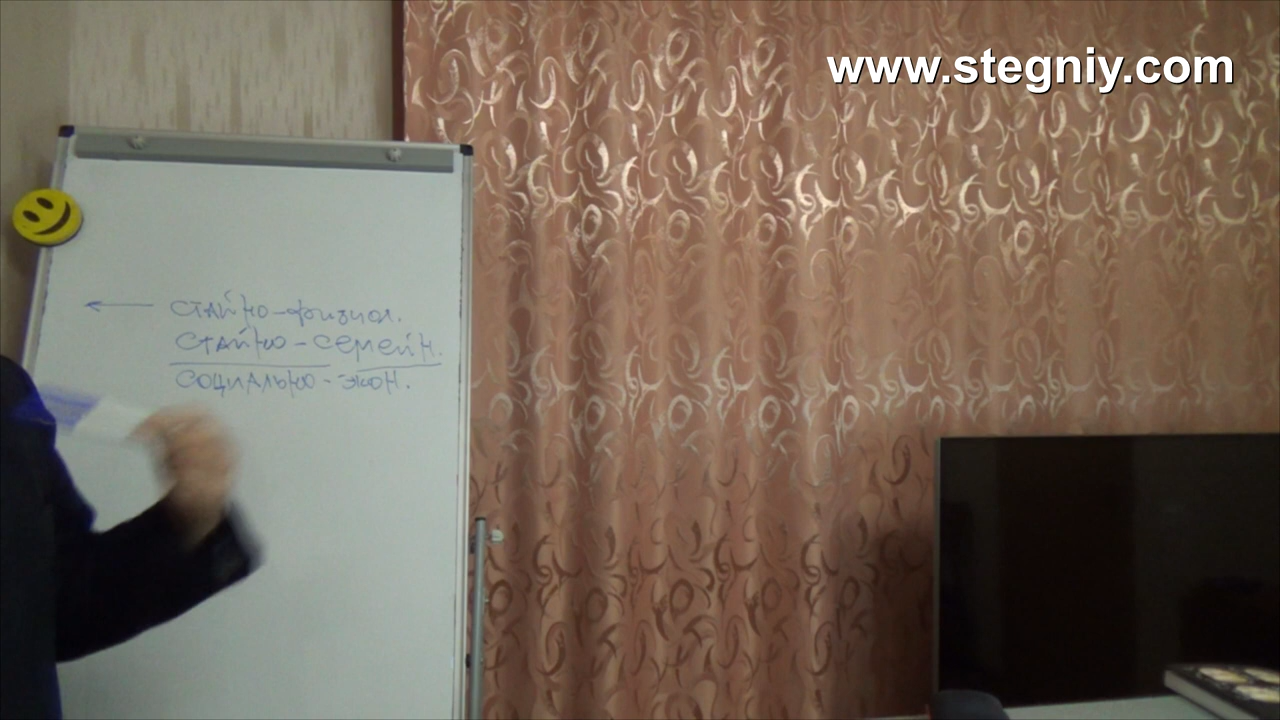 www.stegniy.com
← стайно-физиол.
стайно-семейн.
социально-экон.